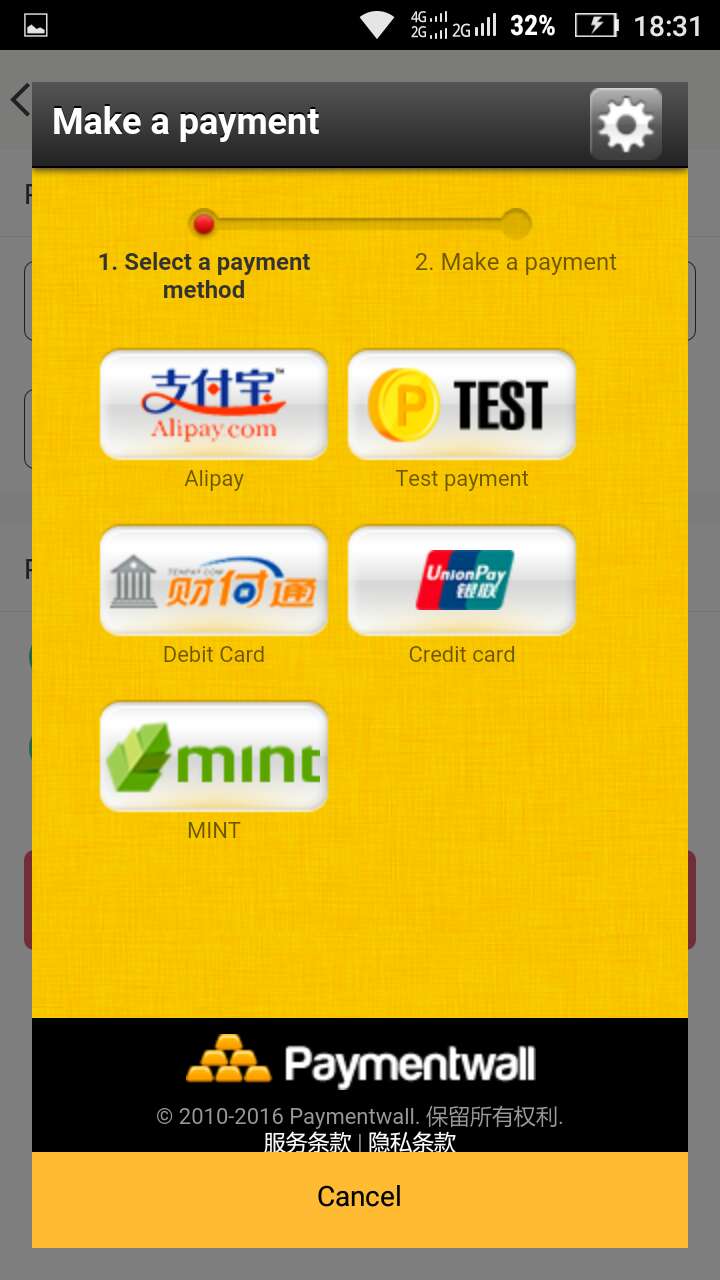 4G
2G 2G 32% 18:31
Make a payment
1. Select a payment
method
2. Make a payment
支付宝™
Alipay.com
Alipay
P TEST
Test payment
TENPAY.COM
财付通
Debit Card
UnionPay
银联
Credit card
mint
MINT
Paymentwall
© 2010-2016 Paymentwall. 保留所有权利.
服务条款 | 隐私条款
Cancel